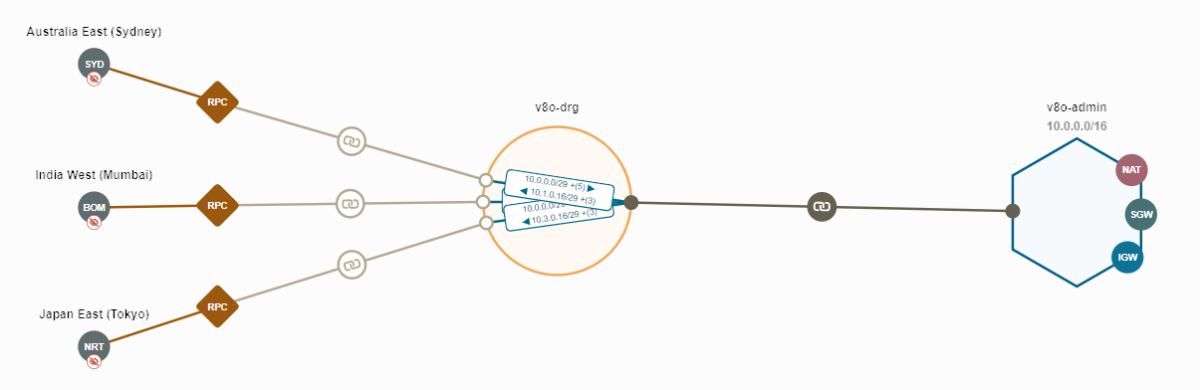 Australia East (Sydney)
SYD
RPC
India West (Mumbai)
BOM
RPC
Japan East (Tokyo)
NRT
RPC
v8o-drg
10.0.0.0/29 +(5) ▶
◀ 10.1.0.16/29 +(3)
10.0.0.0/29
◀ 10.3.0.16/29 +(3)
v8o-admin
10.0.0.0/16
NAT
SGW
IGW